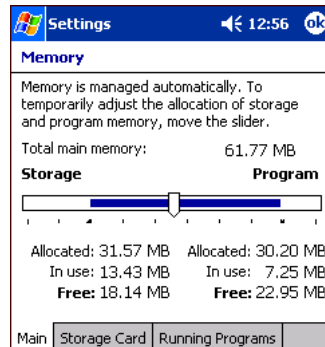 Settings 12:56 ok
Memory
Memory is managed automatically. To
temporarily adjust the allocation of storage
and program memory, move the slider.
Total main memory: 61.77 MB
Storage Program
Allocated: 31.57 MB Allocated: 30.20 MB
In use: 13.43 MB In use: 7.25 MB
Free: 18.14 MB Free: 22.95 MB
Main Storage Card Running Programs